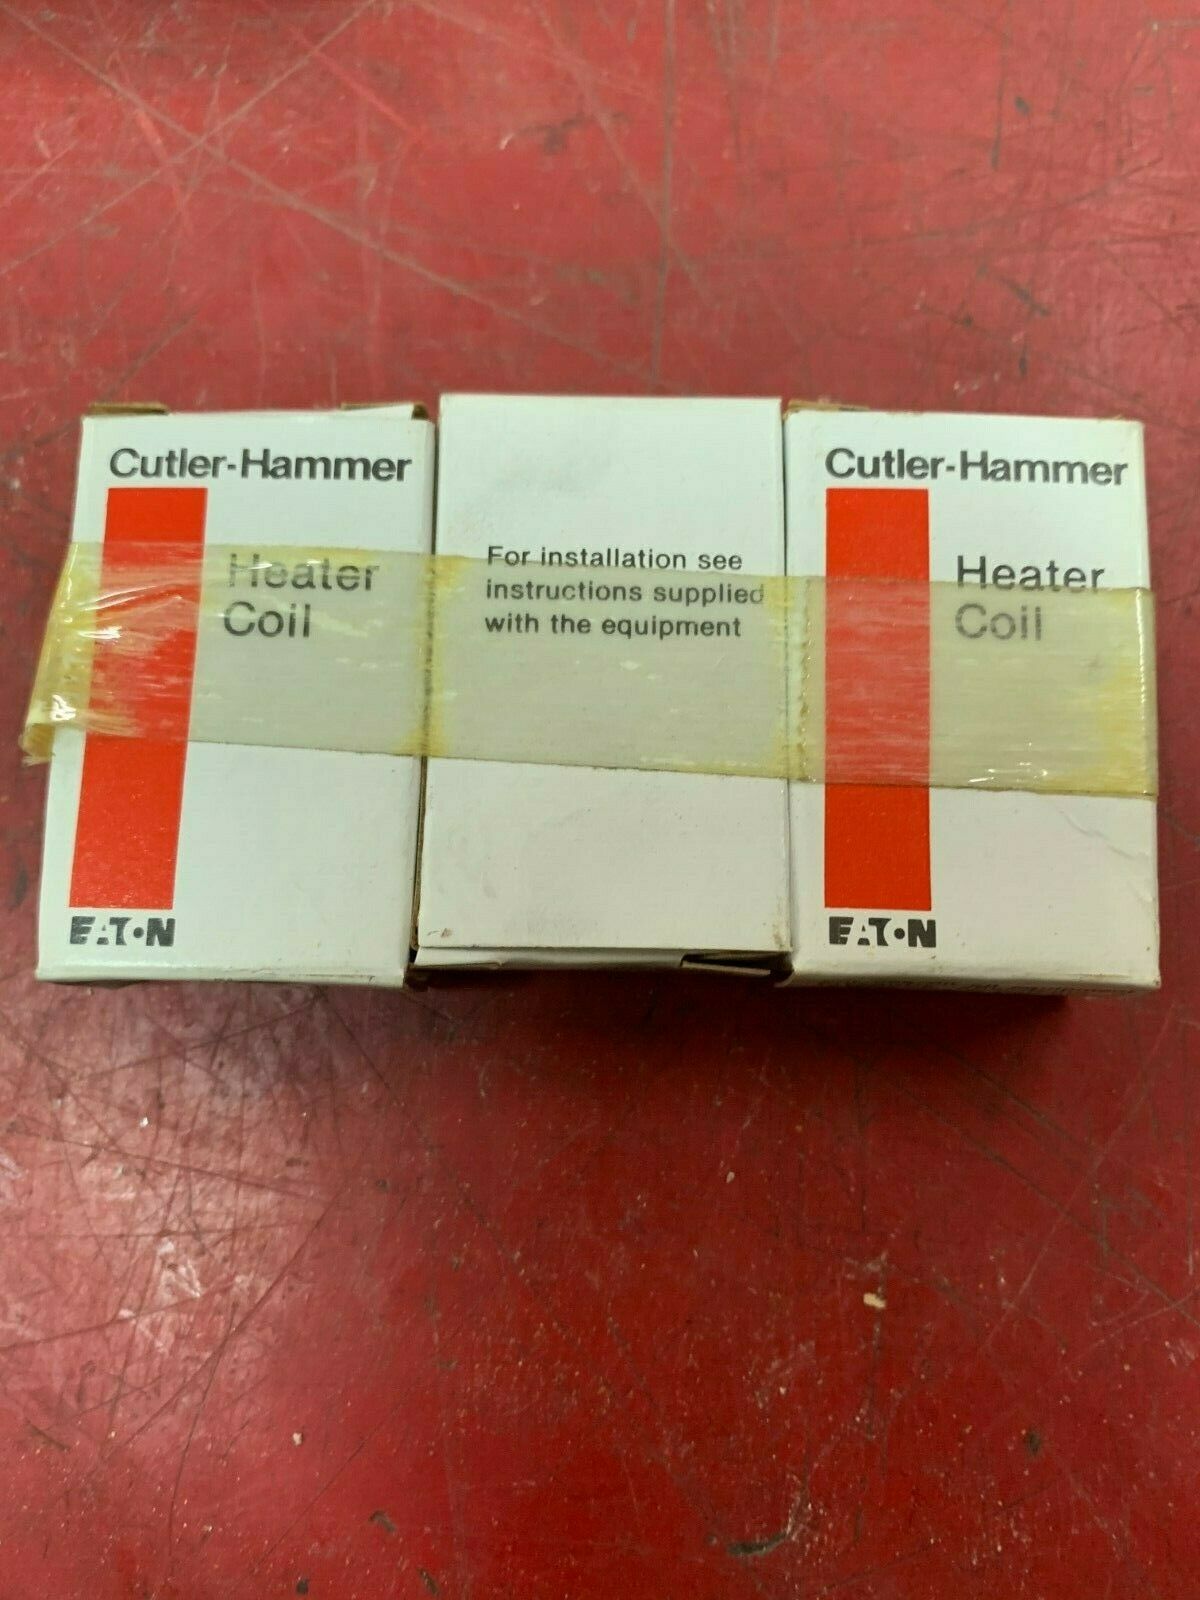 Cutler-Hammer
Heater
Coil
EATON
For installation see
instructions supplied
with the equipment
Cutler-Hammer
Heater
Coil
EATON